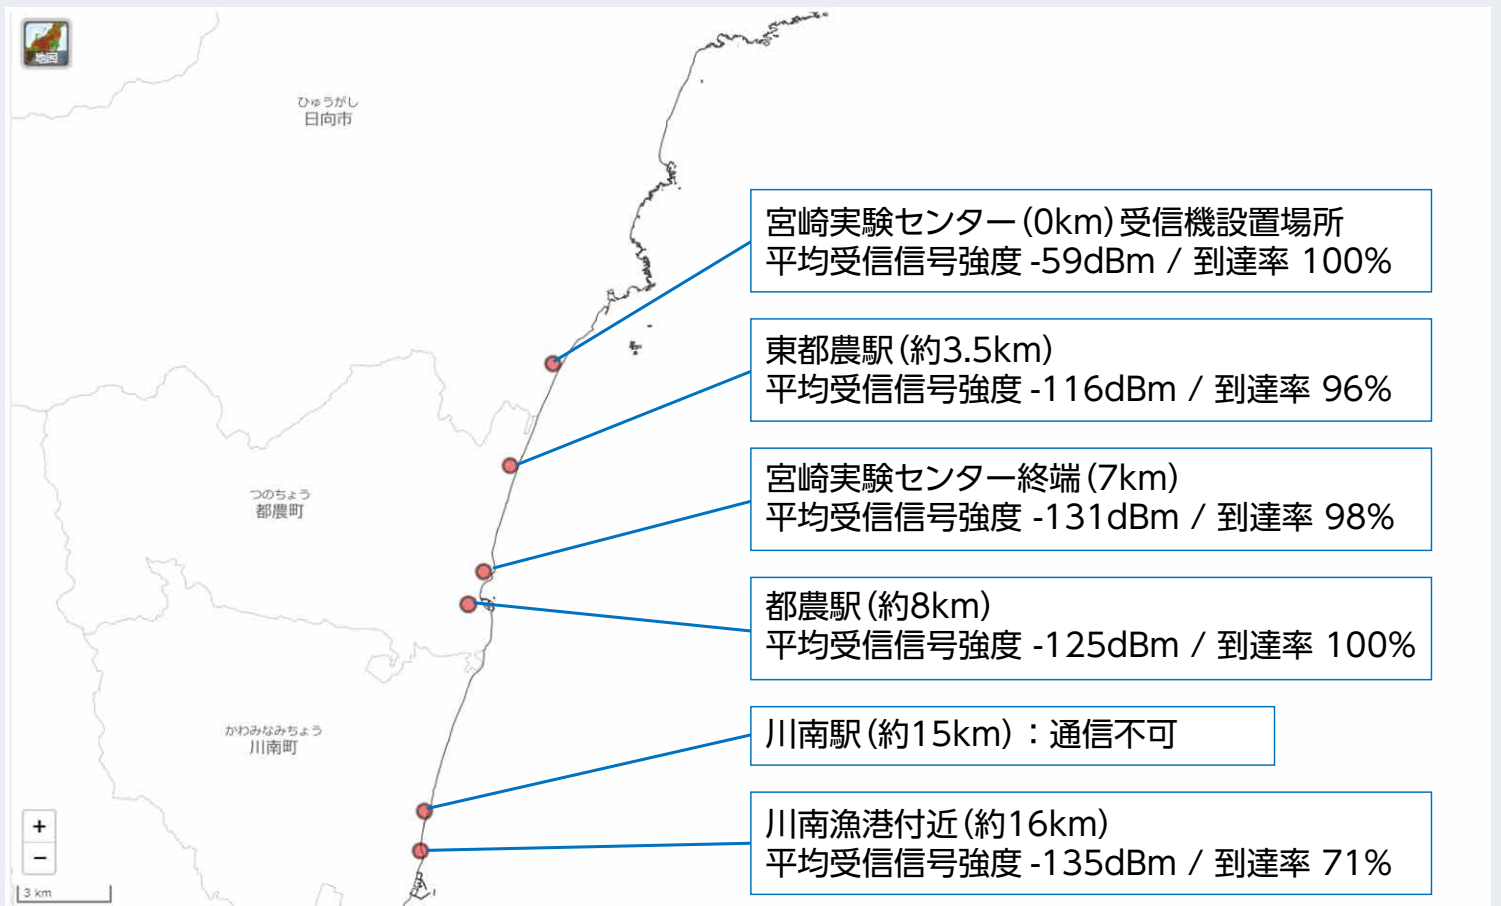 地図
ひゅうがし
日向市
宮崎実験センター(0km)受信機設置場所
平均受信信号強度 -59dBm / 到達率 100%
東都農駅(約3.5km)
平均受信信号強度 -116dBm / 到達率 96%
つのちょう
都農町
宮崎実験センター終端(7km)
平均受信信号強度 -131dBm / 到達率 98%
都農駅(約8km)
平均受信信号強度 -125dBm / 到達率 100%
かわみなみちょう
川南町
川南駅(約15km):通信不可
川南漁港付近(約16km)
平均受信信号強度 -135dBm / 到達率 71%
+
−
3 km